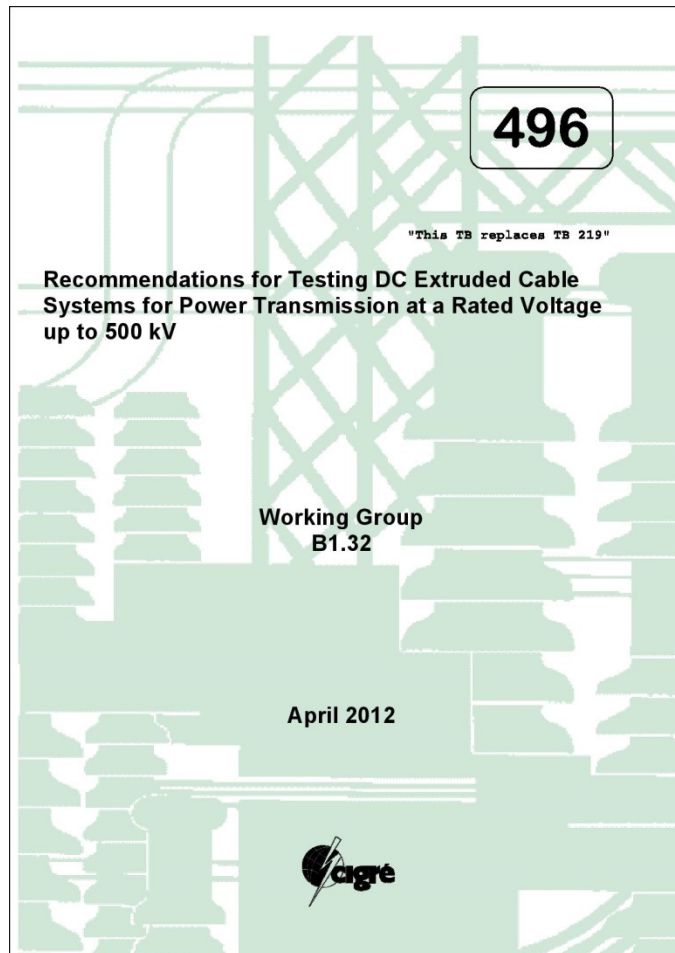 496
"This TB replaces TB 219"
Recommendations for Testing DC Extruded Cable
Systems for Power Transmission at a Rated Voltage
up to 500 kV
Working Group
B1.32
April 2012
cigré